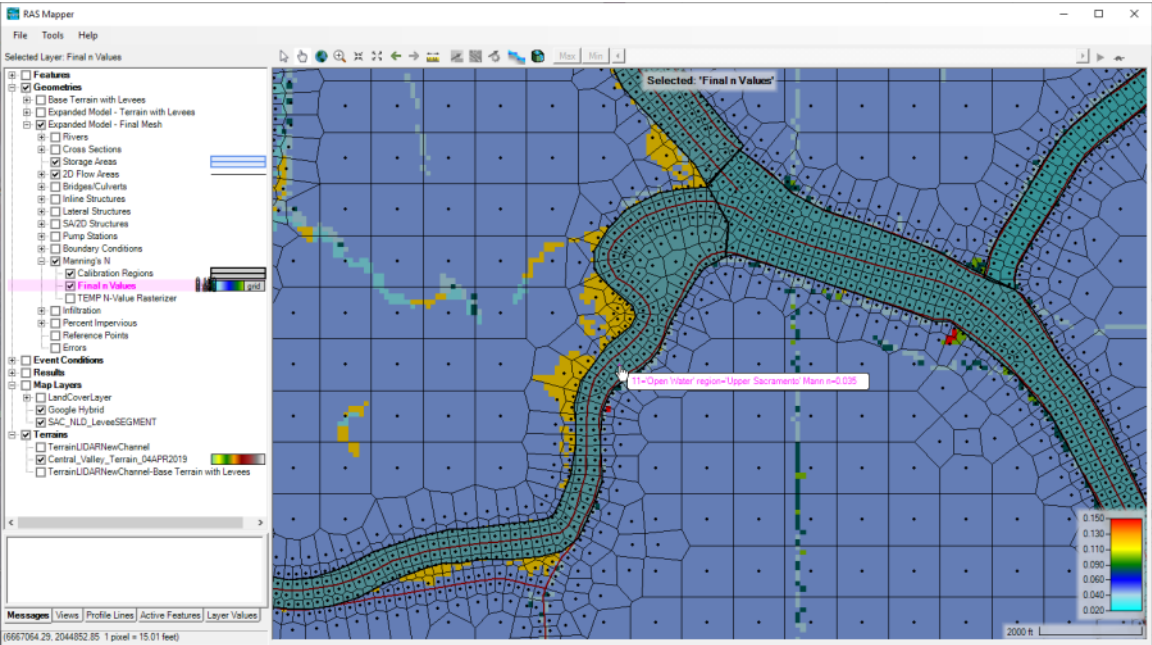 RAS Mapper
File Tools Help
Selected Layer: Final n Values
Max Min
Features
Geometries
Base Terrain with Levees
Expanded Model - Terrain with Levees
Expanded Model - Final Mesh
Rivers
Cross Sections
Storage Areas
2D Flow Areas
Bridges/Culverts
Inline Structures
Lateral Structures
SA/2D Structures
Pump Stations
Boundary Conditions
Manning's N
Calibration Regions
Final n Values grid
TEMP N-Value Rasterizer
Infiltration
Percent Impervious
Reference Points
Errors
Event Conditions
Results
Map Layers
LandCoverLayer
Google Hybrid
SAC_NLD_LeveeSEGMENT
Terrains
TerrainLIDARNewChannel
Central_Valley_Terrain_04APR2019
TerrainLIDARNewChannel-Base Terrain with Levees
Messages Views Profile Lines Active Features Layer Values
(6667064.29, 2044852.85 1 pixel = 15.01 feet)
Selected: 'Final n Values'
11='Open Water' region='Upper Sacramento' Mann n=0.035
0.150
0.130
0.110
0.090
0.060
0.040
0.020
2000 ft